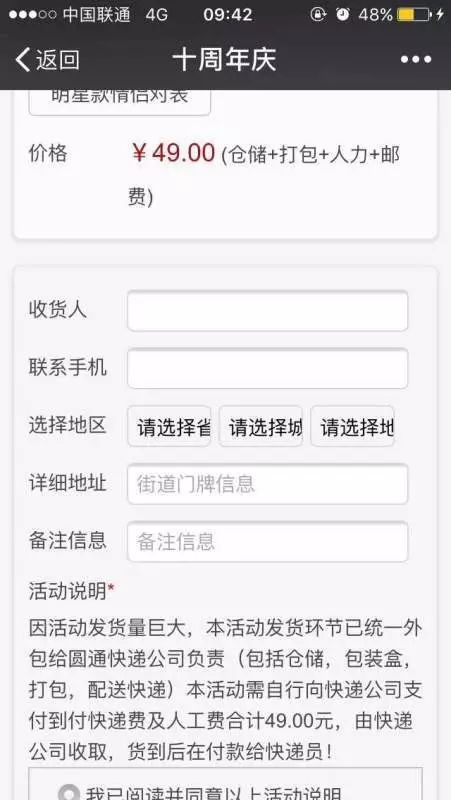 中国联通 4G 09:42 48%
返回 十周年庆
明星款情侣对表
价格 ￥49.00 (仓储+打包+人力+邮
费)
收货人
联系手机
选择地区 请选择省 请选择城 请选择地
详细地址 街道门牌信息
备注信息 备注信息
活动说明*
因活动发货量巨大，本活动发货环节已统一外
包给圆通快递公司负责（包括仓储，包装盒，
打包，配送快递）本活动需自行向快递公司支
付到付快递费及人工费合计49.00元，由快递
公司收取，货到后在付款给快递员！
我已阅读并同意以上活动说明